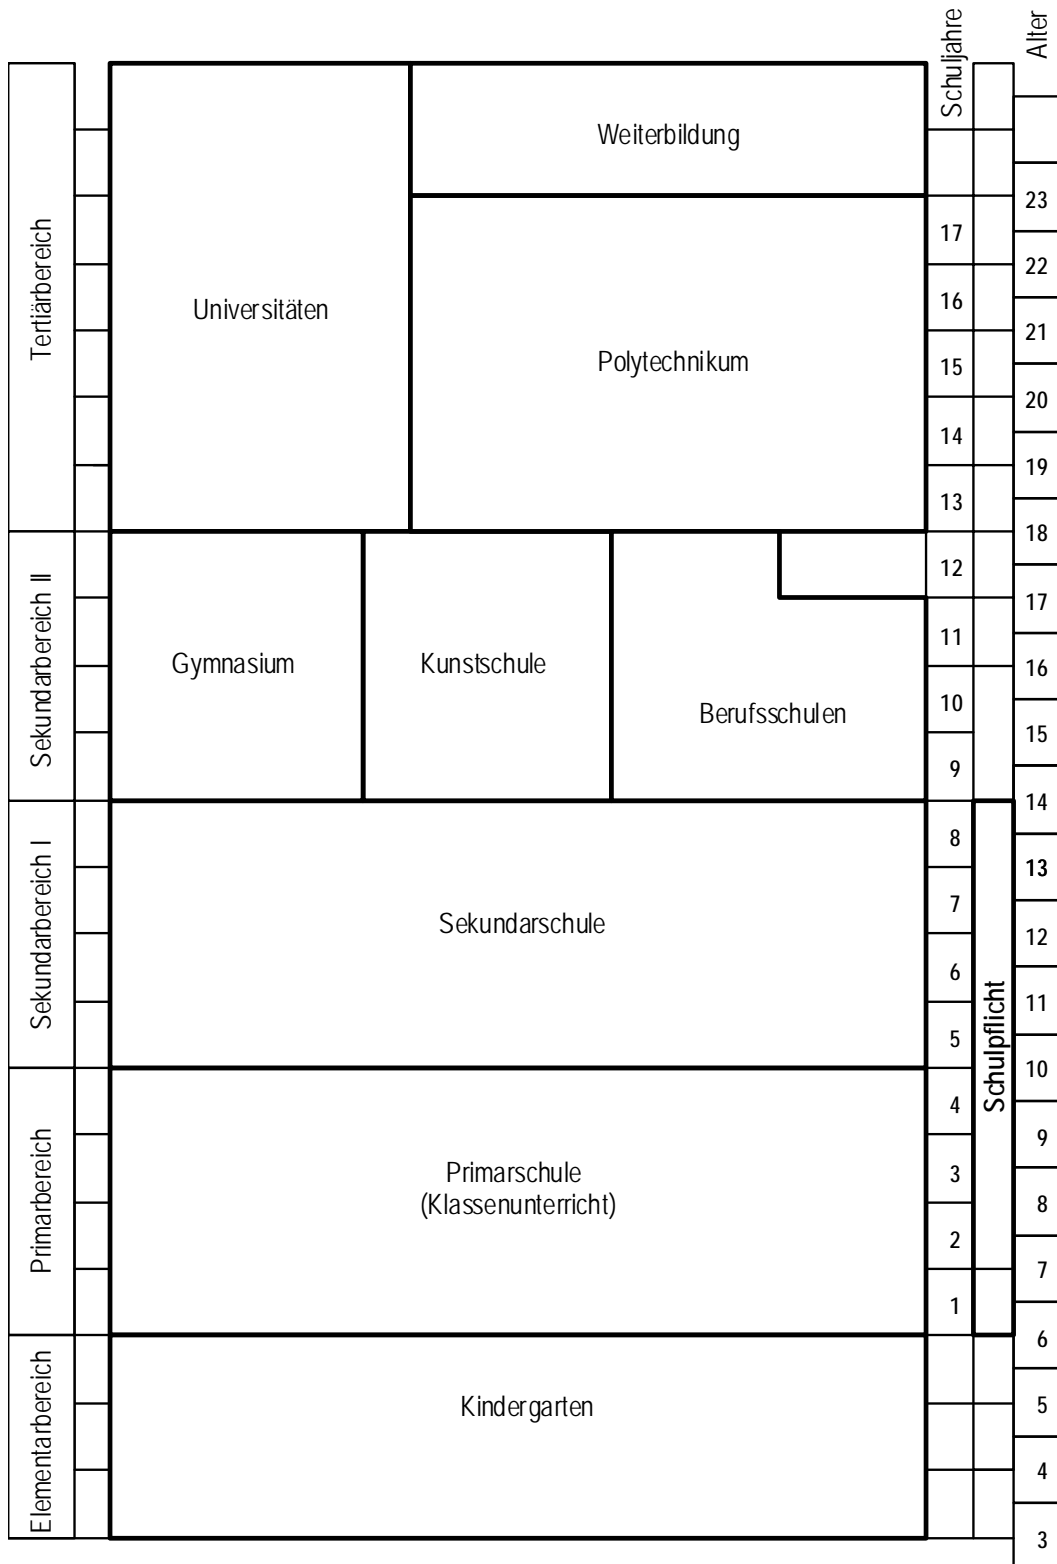 Schuljahre
Alter
Tertiärbereich
Weiterbildung
Universitäten
Polytechnikum
23
17
22
16
21
15
20
14
19
13
18
Sekundarbereich II
12
17
Gymnasium
Kunstschule
Berufsschulen
11
16
10
15
9
14
Sekundarbereich I
Sekundarschule
8
13
7
12
6
11
5
Schulpflicht
10
Primarbereich
Primarschule
(Klassenunterricht)
4
9
3
8
2
7
1
6
Elementarbereich
Kindergarten
5
4
3